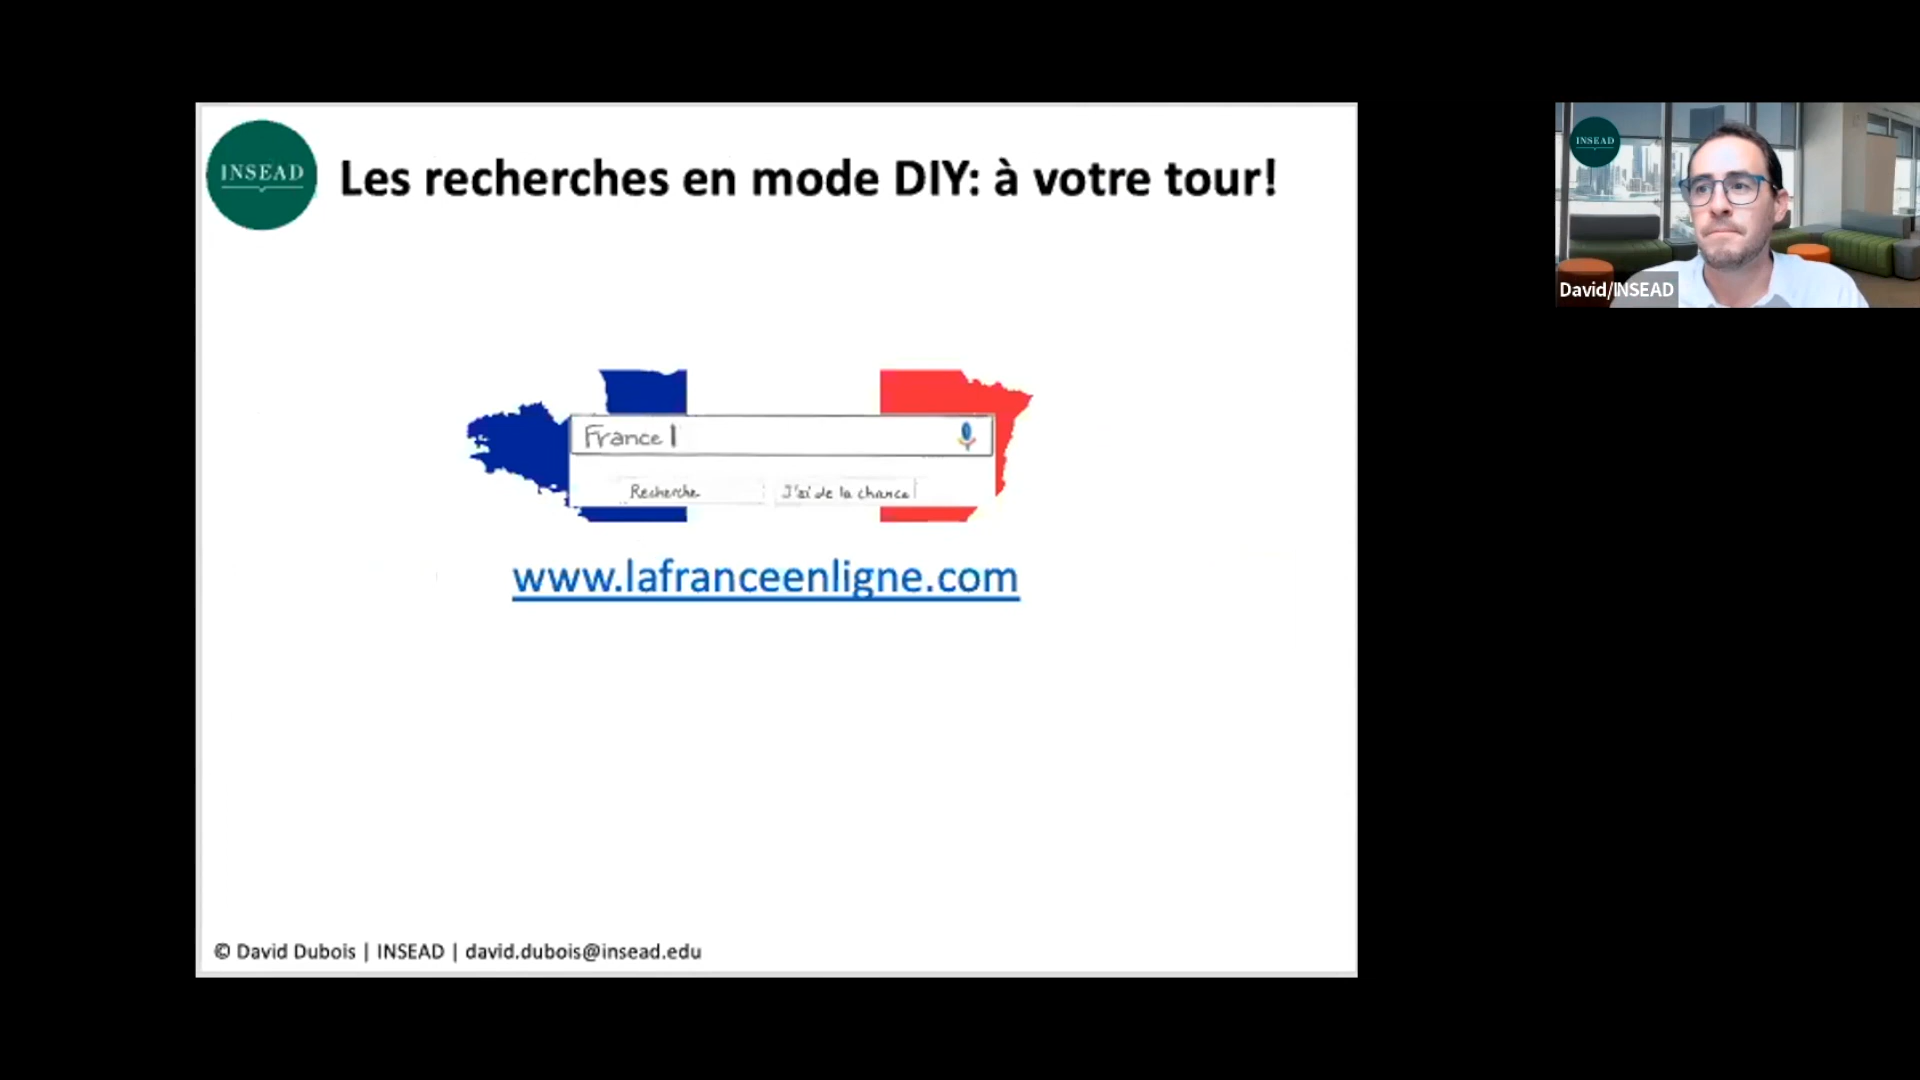 INSEAD
Les recherches en mode DIY: à votre tour!
France
Recherche
J'ai de la chance
www.lafranceenligne.com
© David Dubois | INSEAD | david.dubois@insead.edu
INSEAD
David/INSEAD